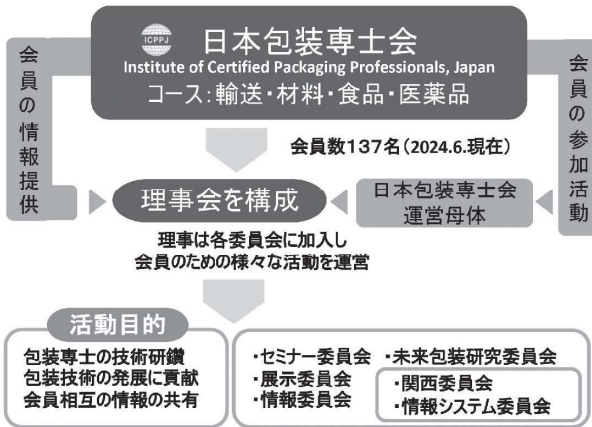 ICPPJ
日本包装専士会
Institute of Certified Packaging Professionals, Japan
コース:輸送・材料・食品・医薬品
会員の情報提供
会員の参加活動
会員数137名(2024.6.現在)
理事会を構成
日本包装専士会
運営母体
理事は各委員会に加入し
会員のための様々な活動を運営
活動目的
包装専士の技術研鑽
包装技術の発展に貢献
会員相互の情報の共有
・セミナー委員会 ・未来包装研究委員会
・展示委員会
・情報委員会
・関西委員会
・情報システム委員会